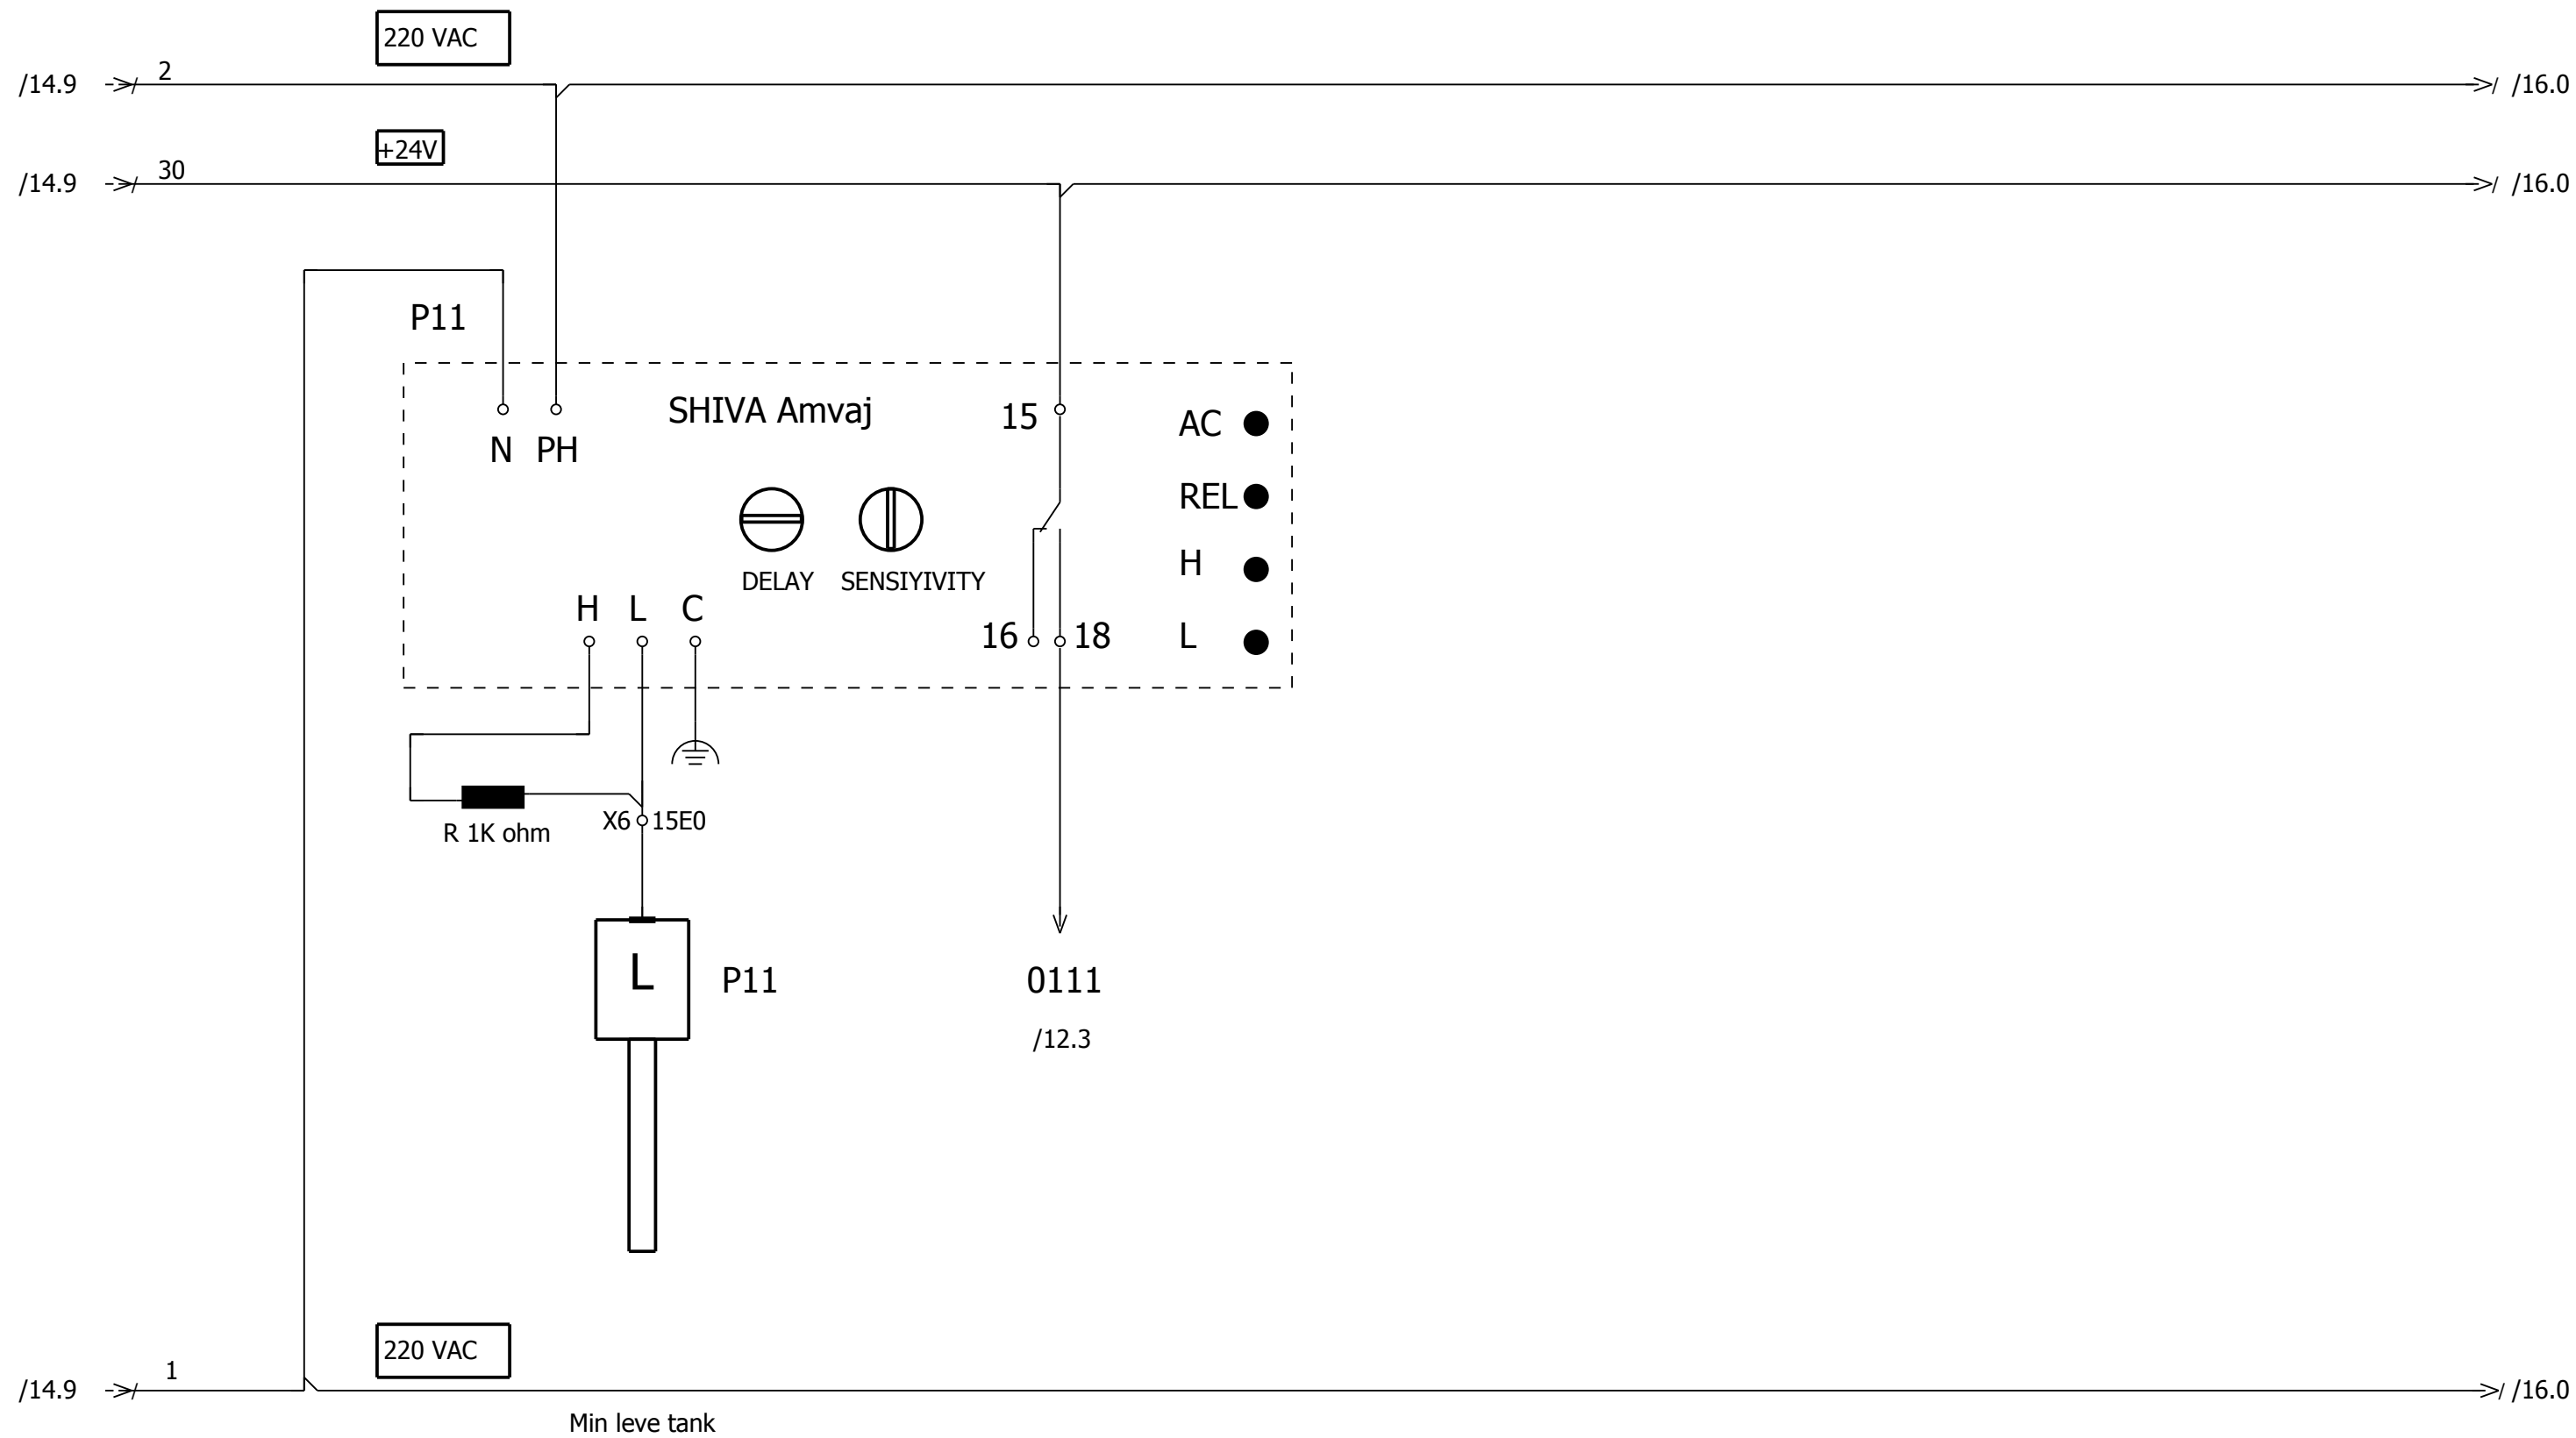 220 VAC
/14.9 2 /16.0
+24V
/14.9 30 /16.0
P11
SHIVA Amvaj 15 AC
N PH
REL
DELAY SENSIYIVITY H
H L C
16 18 L
R 1K ohm X6 15E0
L P11 0111
/12.3
220 VAC
/14.9 1 /16.0
Min leve tank